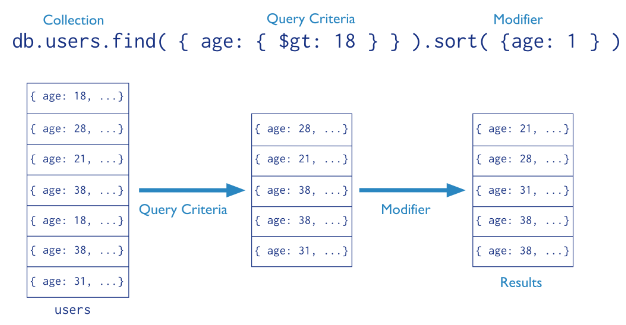 Collection Query Criteria Modifier
db.users.find( { age: { $gt: 18 } } ).sort( {age: 1 } )
{ age: 18, ...}
{ age: 28, ...}
{ age: 21, ...}
{ age: 38, ...}
{ age: 18, ...}
{ age: 38, ...}
{ age: 31, ...}
users
Query Criteria
{ age: 28, ...}
{ age: 21, ...}
{ age: 38, ...}
{ age: 38, ...}
{ age: 31, ...}
Modifier
{ age: 21, ...}
{ age: 28, ...}
{ age: 31, ...}
{ age: 38, ...}
{ age: 38, ...}
Results